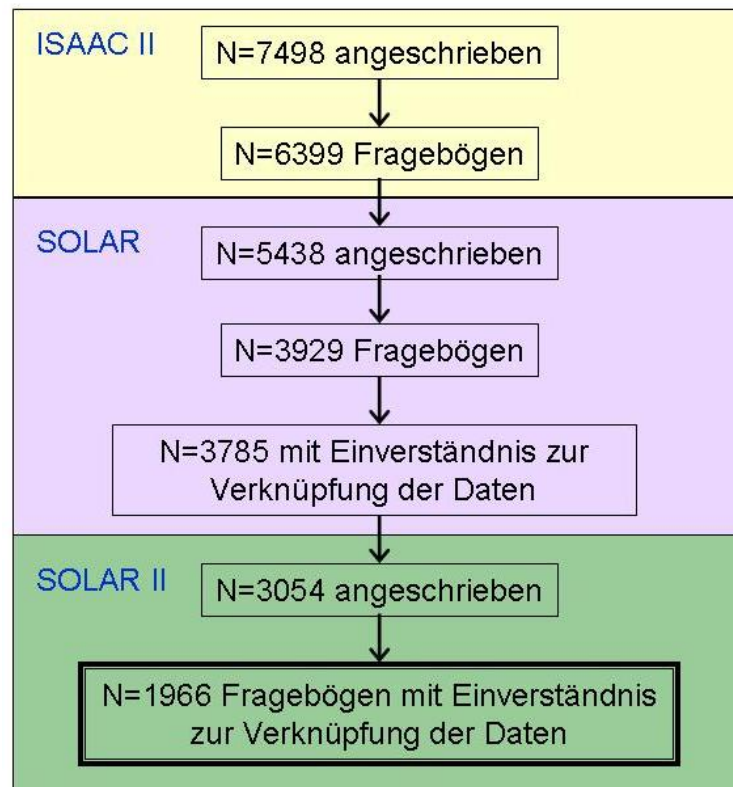 ISAAC II
N=7498 angeschrieben
N=6399 Fragebögen
SOLAR
N=5438 angeschrieben
N=3929 Fragebögen
N=3785 mit Einverständnis zur
Verknüpfung der Daten
SOLAR II
N=3054 angeschrieben
N=1966 Fragebögen mit Einverständnis
zur Verknüpfung der Daten